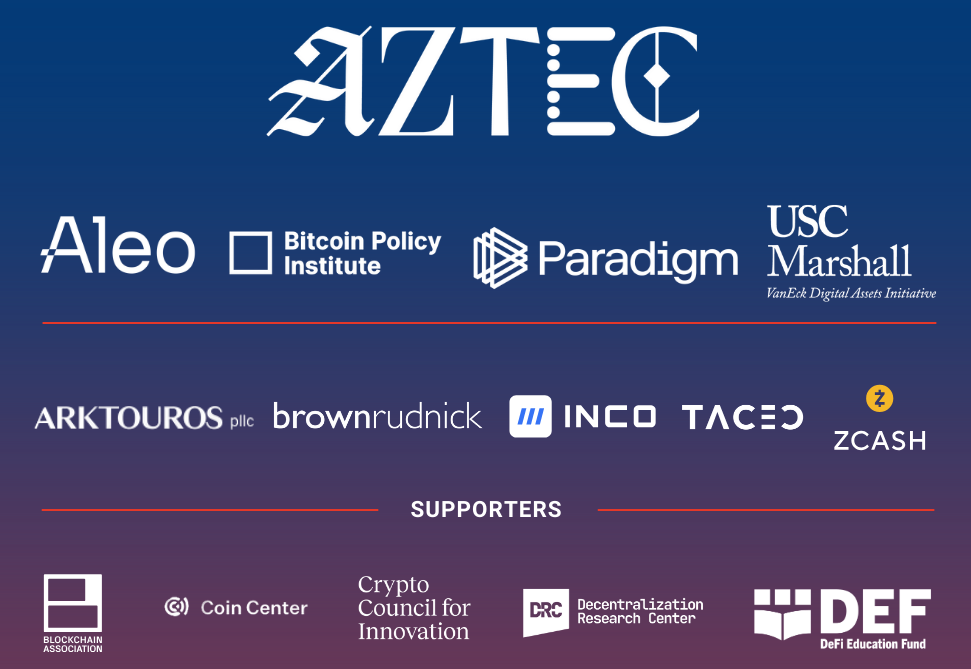 AZTEC
Aleo
Bitcoin Policy
Institute
Paradigm
USC
Marshall
VanEck Digital Assets Initiative
ARKTOUROS pllc
brownrudnick
INCO
TACEO
ZCASH
SUPPORTERS
BLOCKCHAIN
ASSOCIATION
Coin Center
Crypto
Council for
Innovation
DRC
Decentralization
Research Center
DEF
DeFi Education Fund